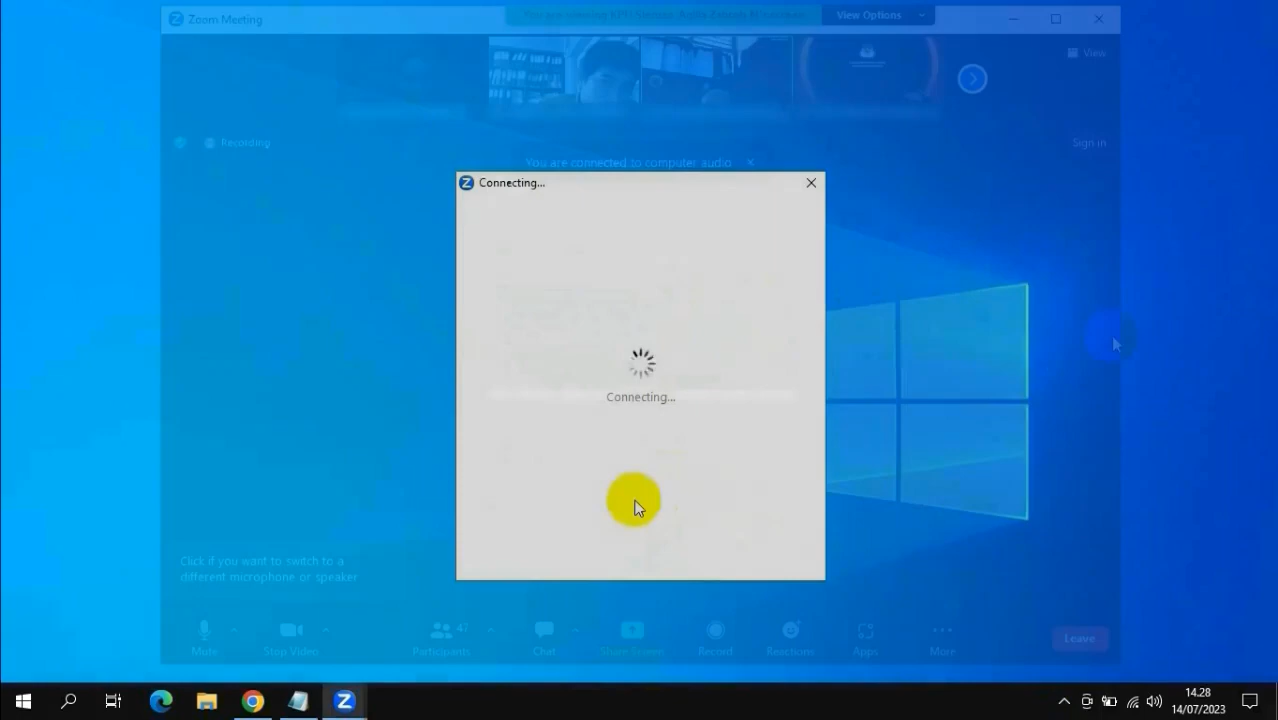 Zoom Meeting
View Options
View
Recording
Sign in
You are connected to computer audio
Connecting...
Connecting...
Click if you want to switch to a
different microphone or speaker
47
Mute
Stop Video
Participants
Chat
Share Screen
Record
Reactions
Apps
More
Leave
14.28
14/07/2023